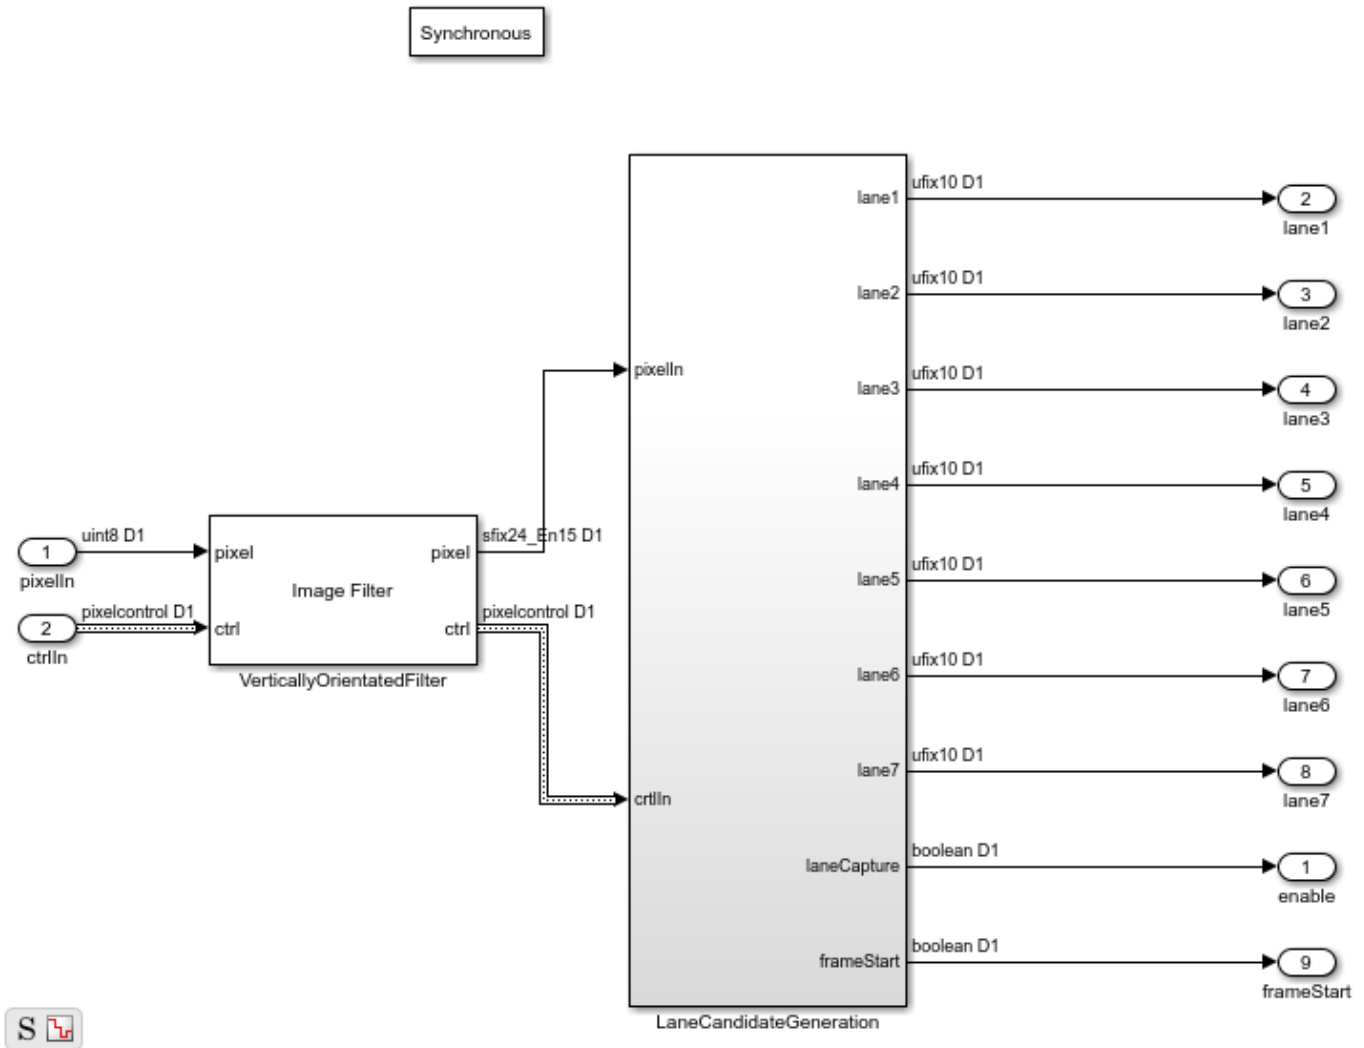 Synchronous
lane1
ufix10 D1
2
lane1
lane2
ufix10 D1
3
lane2
pixelIn
lane3
ufix10 D1
4
lane3
lane4
ufix10 D1
5
lane4
1
pixelIn
uint8 D1
pixel
Image Filter
pixel
sfix24_En15 D1
2
ctrlIn
pixelcontrol D1
ctrl
ctrl
pixelcontrol D1
VerticallyOrientatedFilter
lane5
ufix10 D1
6
lane5
lane6
ufix10 D1
7
lane6
lane7
ufix10 D1
8
lane7
crtlIn
laneCapture
boolean D1
1
enable
frameStart
boolean D1
9
frameStart
LaneCandidateGeneration
S